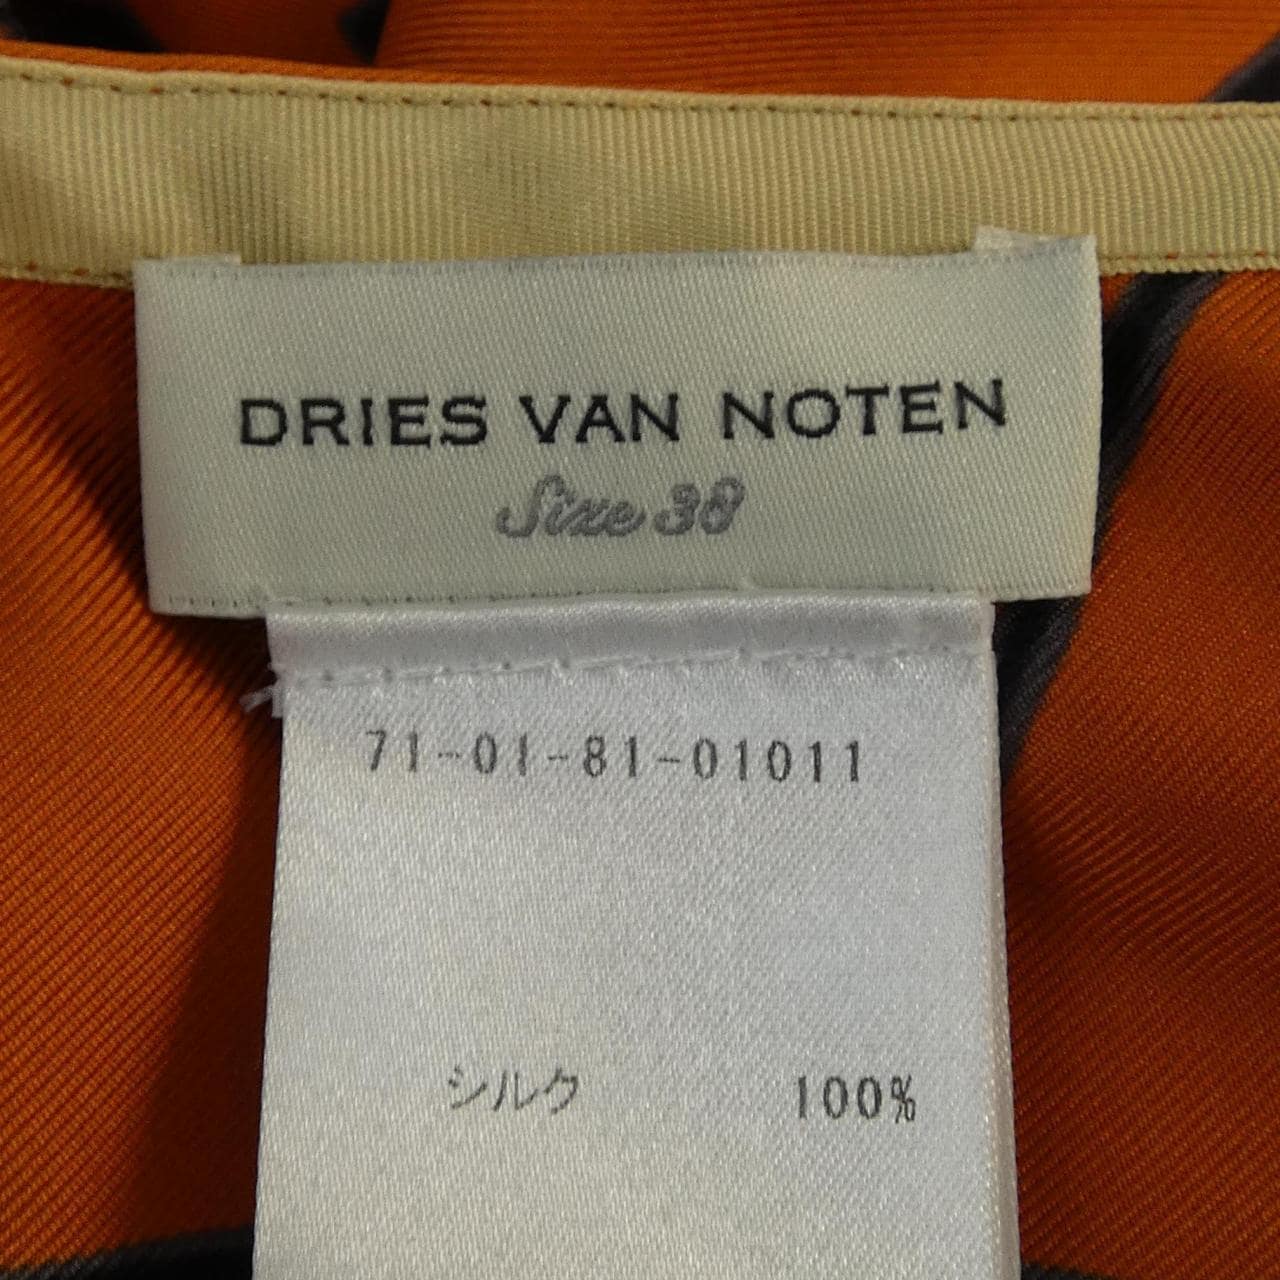 DRIES VAN NOTEN
Size 38
71-01-81-01011
シルク 100%